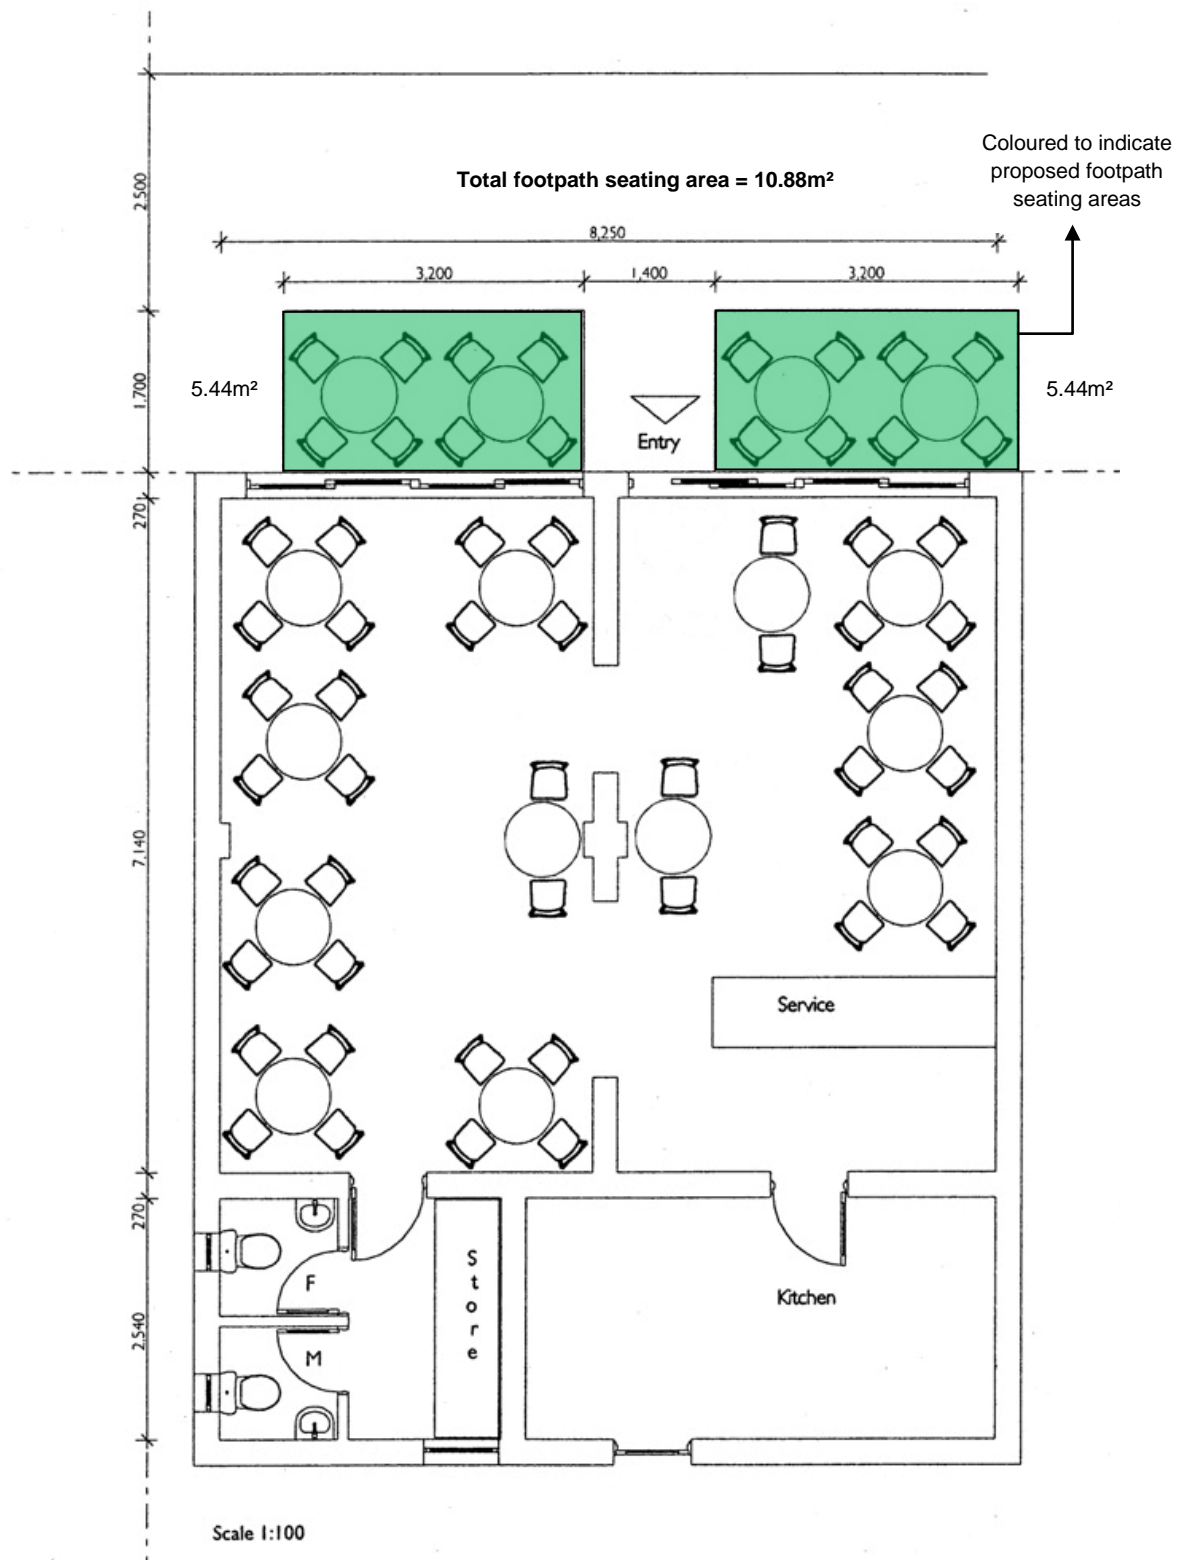 Coloured to indicate
proposed footpath
seating areas
Total footpath seating area = 10.88m²
2.500
8,250
3,200
1,400
3,200
1.700
5.44m²
5.44m²
Entry
270
7.140
Service
270
2.540
F
M
Store
Kitchen
Scale 1:100